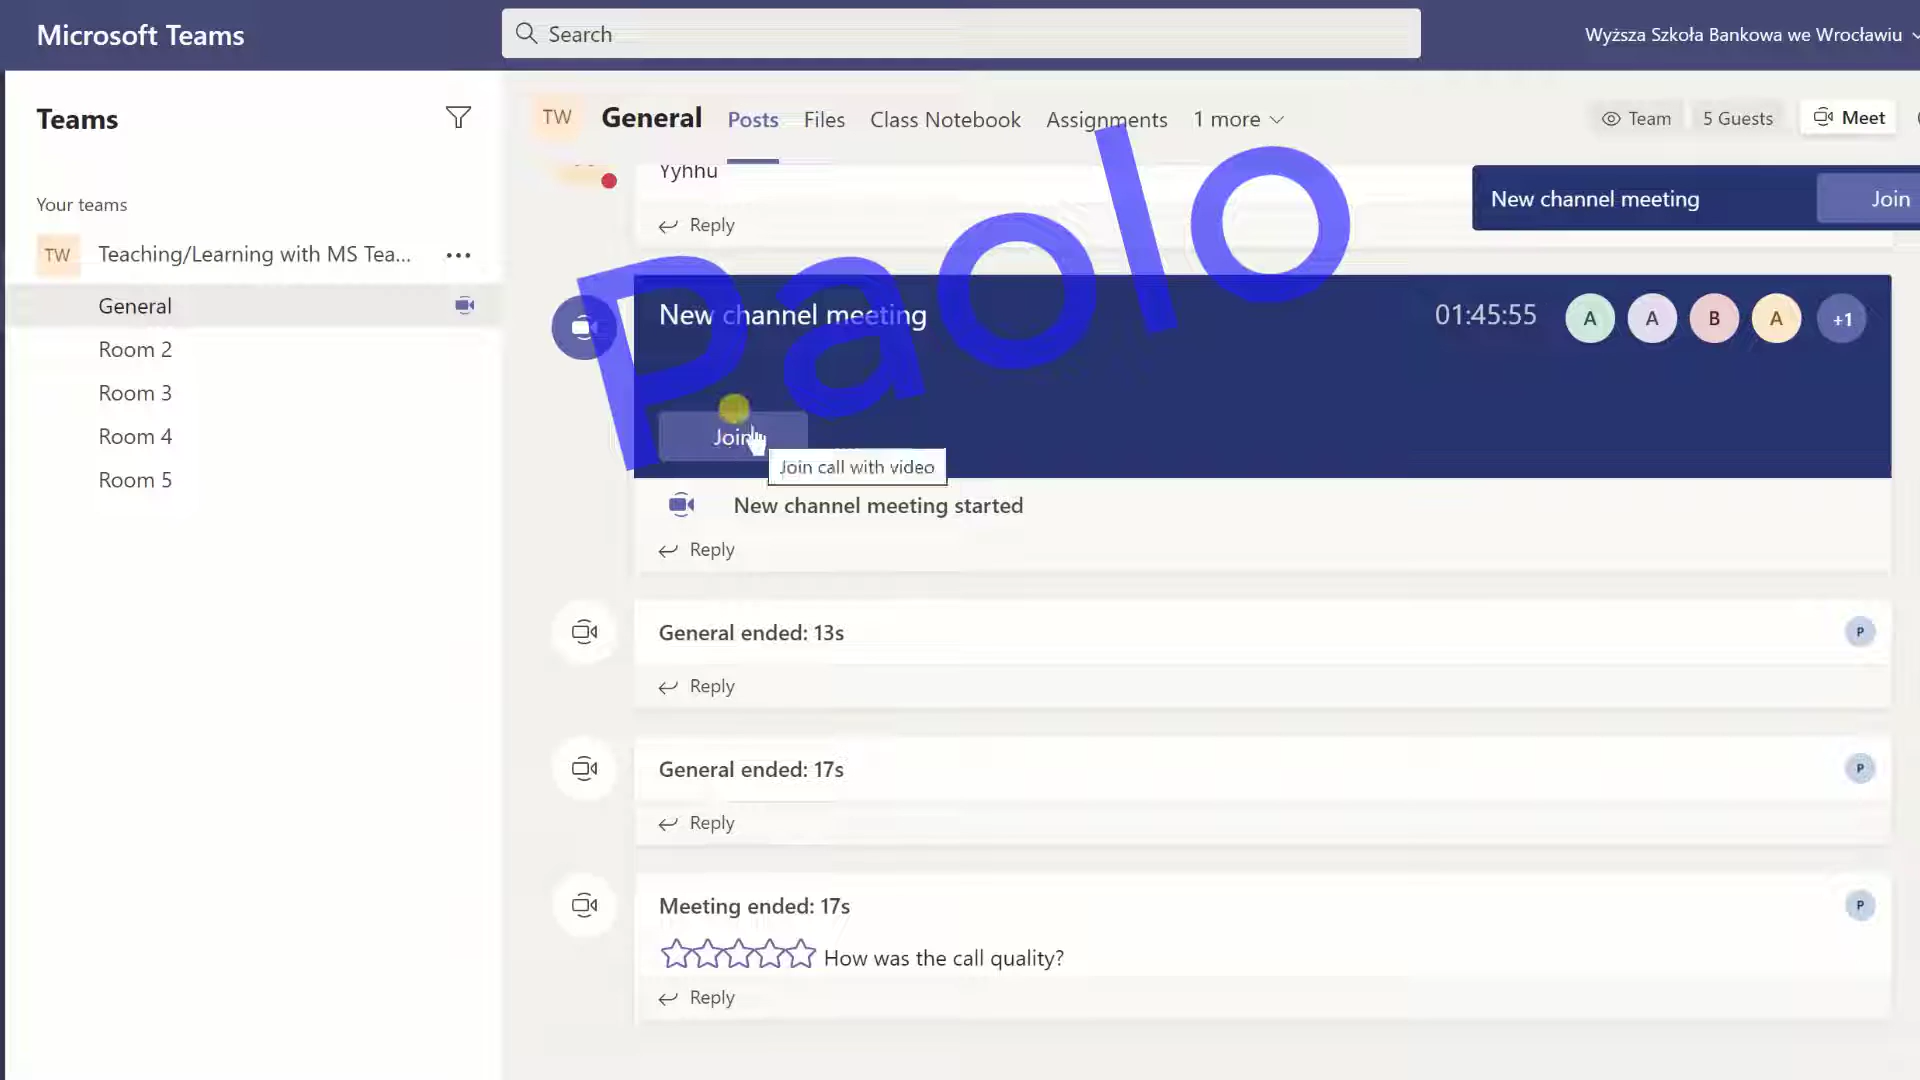 Microsoft Teams
Search
Wyższa Szkoła Bankowa we Wrocławiu
Teams
TW
General
Posts
Files
Class Notebook
Assignments
1 more
Team
5 Guests
Meet
Your teams
TW
Teaching/Learning with MS Tea...
General
Room 2
Room 3
Room 4
Room 5
Yyhhu
Reply
New channel meeting
Join
Paolo
New channel meeting
01:45:55
A
A
B
A
+1
Join
Join call with video
New channel meeting started
Reply
General ended: 13s
P
Reply
General ended: 17s
P
Reply
Meeting ended: 17s
P
How was the call quality?
Reply